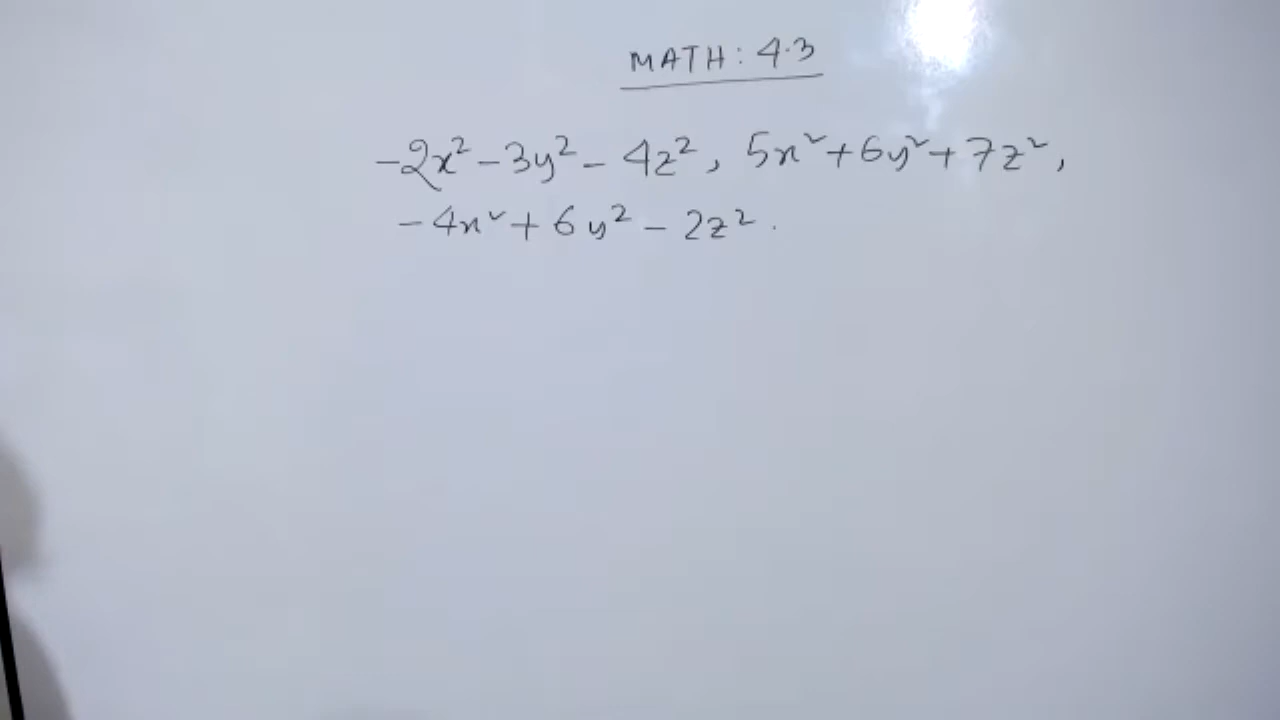 MATH: 4.3
-2x² - 3y² - 4z², 5x² + 6y² + 7z²,
-4x² + 6y² - 2z².